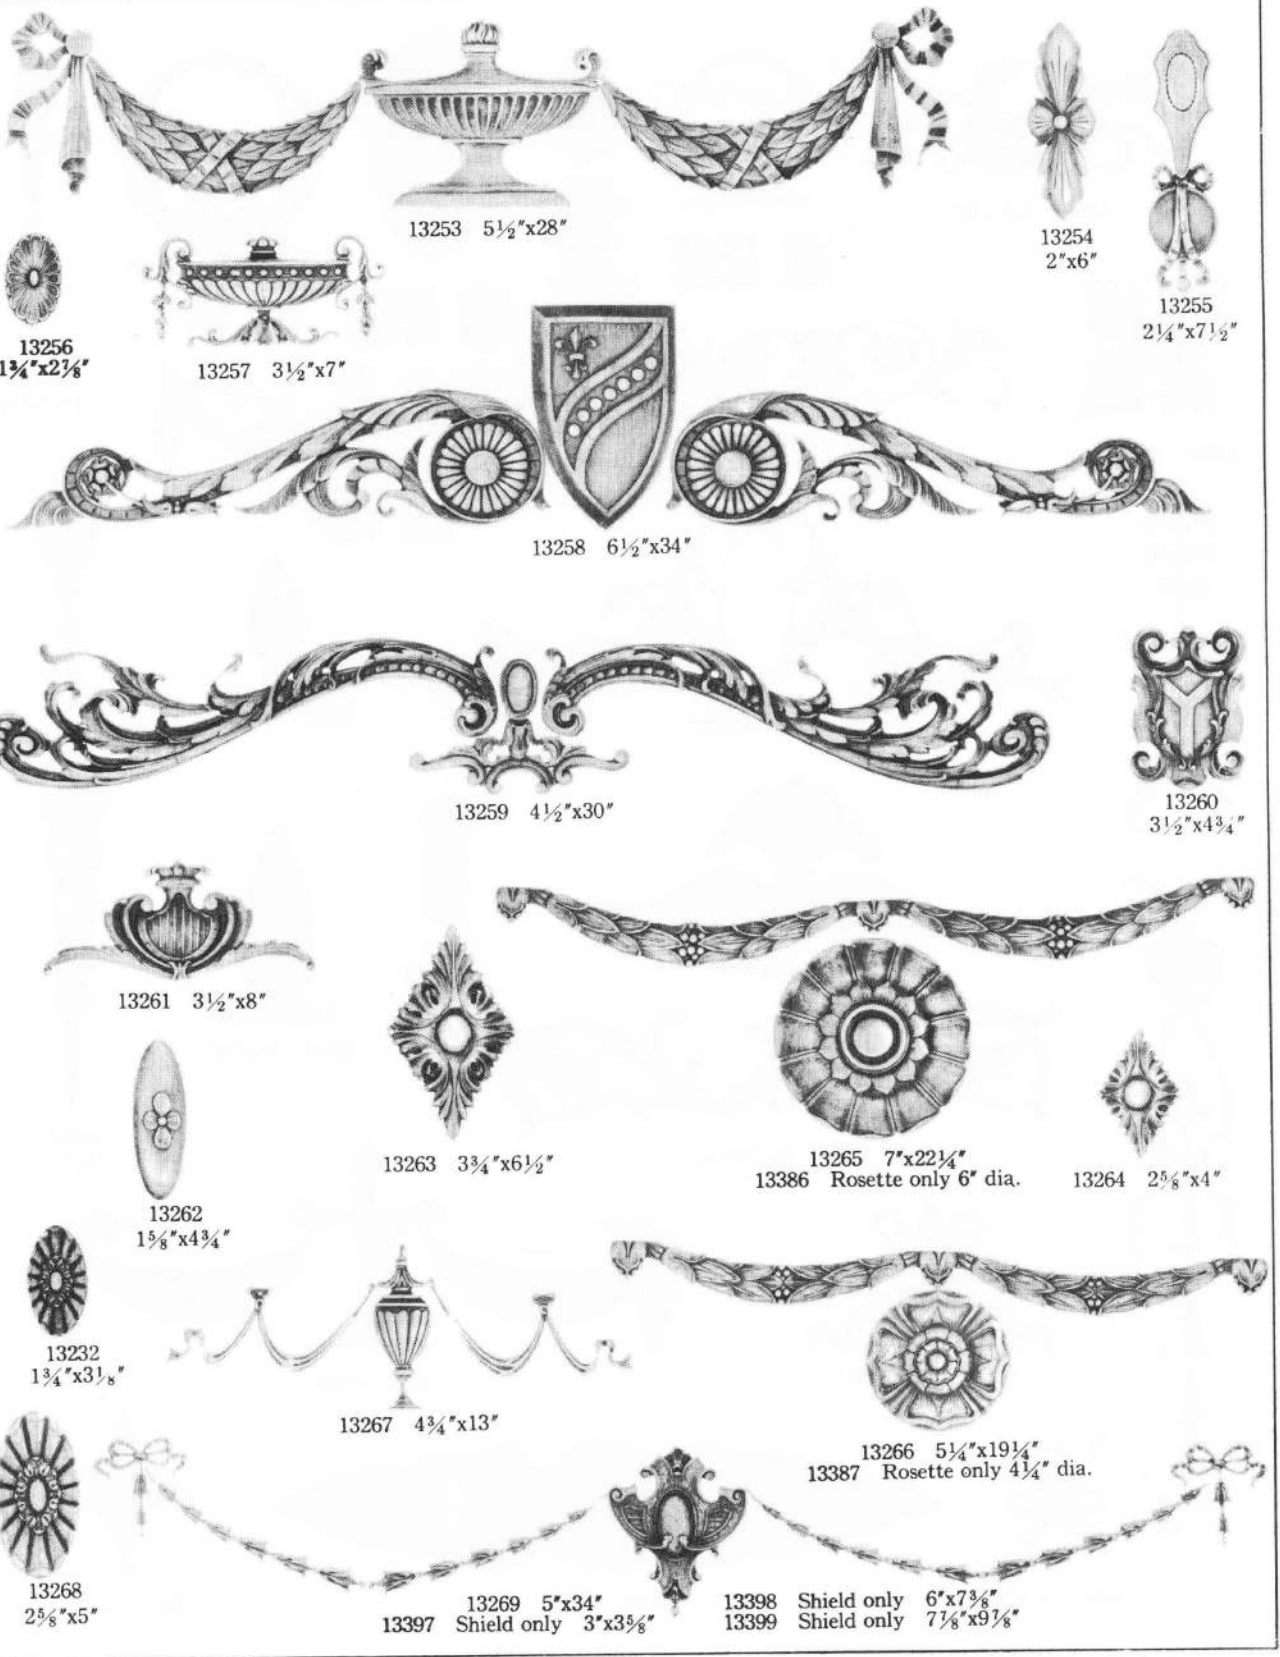 13253 5½"x28"
13254
2"x6"
13255
2¼"x7½"
13256
1¾"x2⅞"
13257 3½"x7"
13258 6½"x34"
13259 4½"x30"
13260
3½"x4¾"
13261 3½"x8"
13262
1⅝"x4¾"
13263 3¾"x6½"
13265 7"x22¼"
13386 Rosette only 6" dia.
13264 2⅝"x4"
13232
1¾"x3⅛"
13267 4¾"x13"
13266 5¼"x19¼"
13387 Rosette only 4¼" dia.
13268
2⅝"x5"
13269 5"x34"
13397 Shield only 3"x3⅝"
13398 Shield only 6"x7⅜"
13399 Shield only 7⅞"x9⅞"